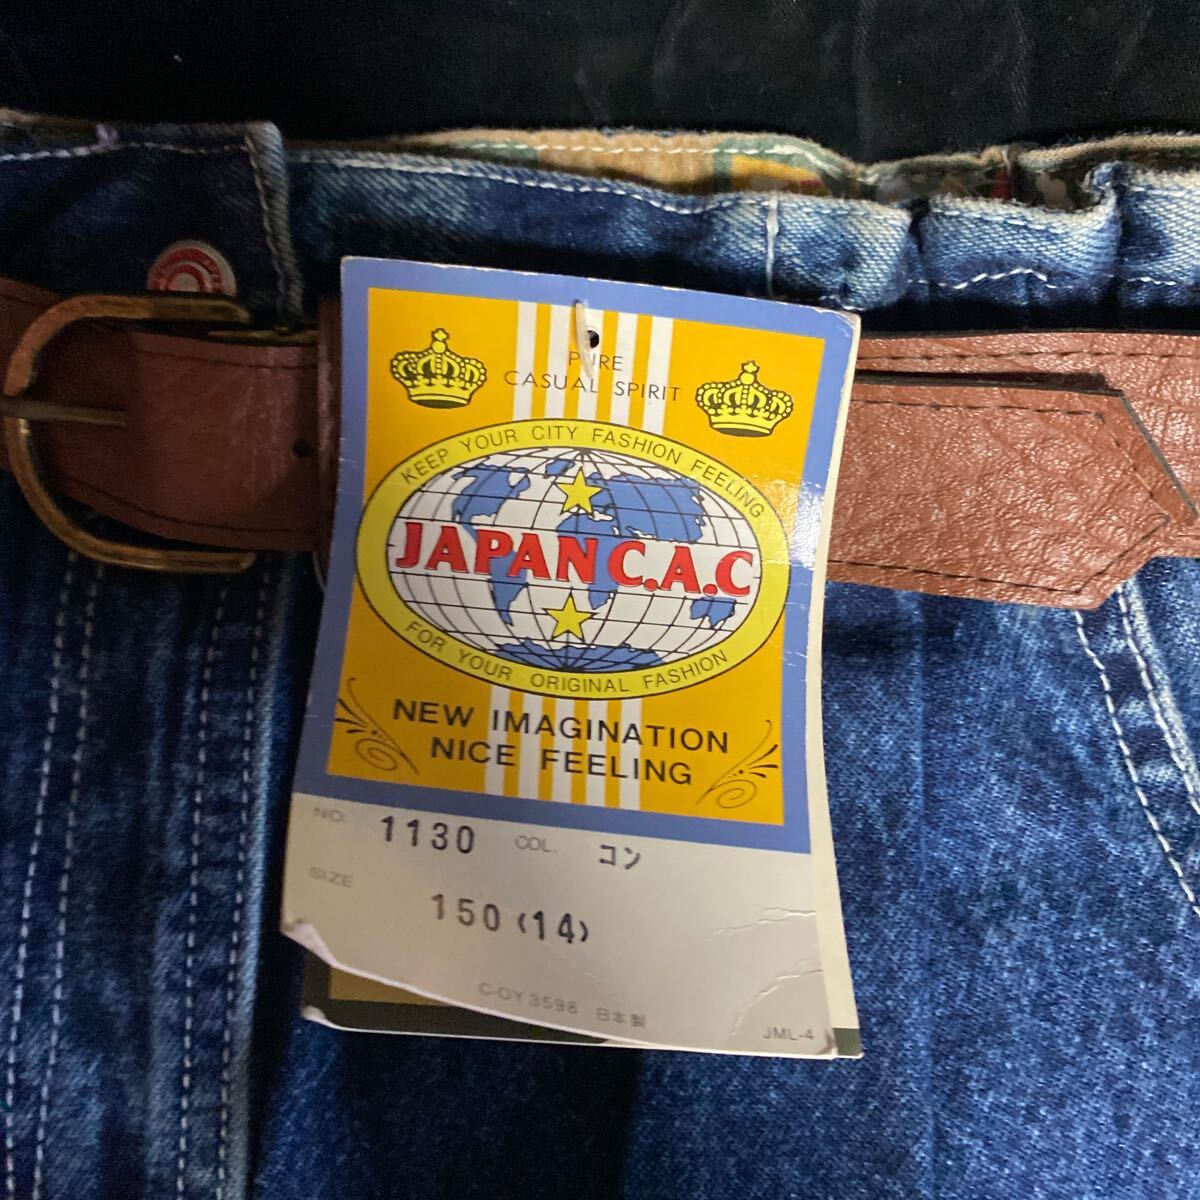 PURE
CASUAL SPIRIT
KEEP YOUR CITY FASHION FEELING
JAPAN C.A.C
FOR YOUR ORIGINAL FASHION
NEW IMAGINATION
NICE FEELING
NO. 1130 COL. コン
SIZE 150 (14)
C-OY 3598 日本製
JML-4